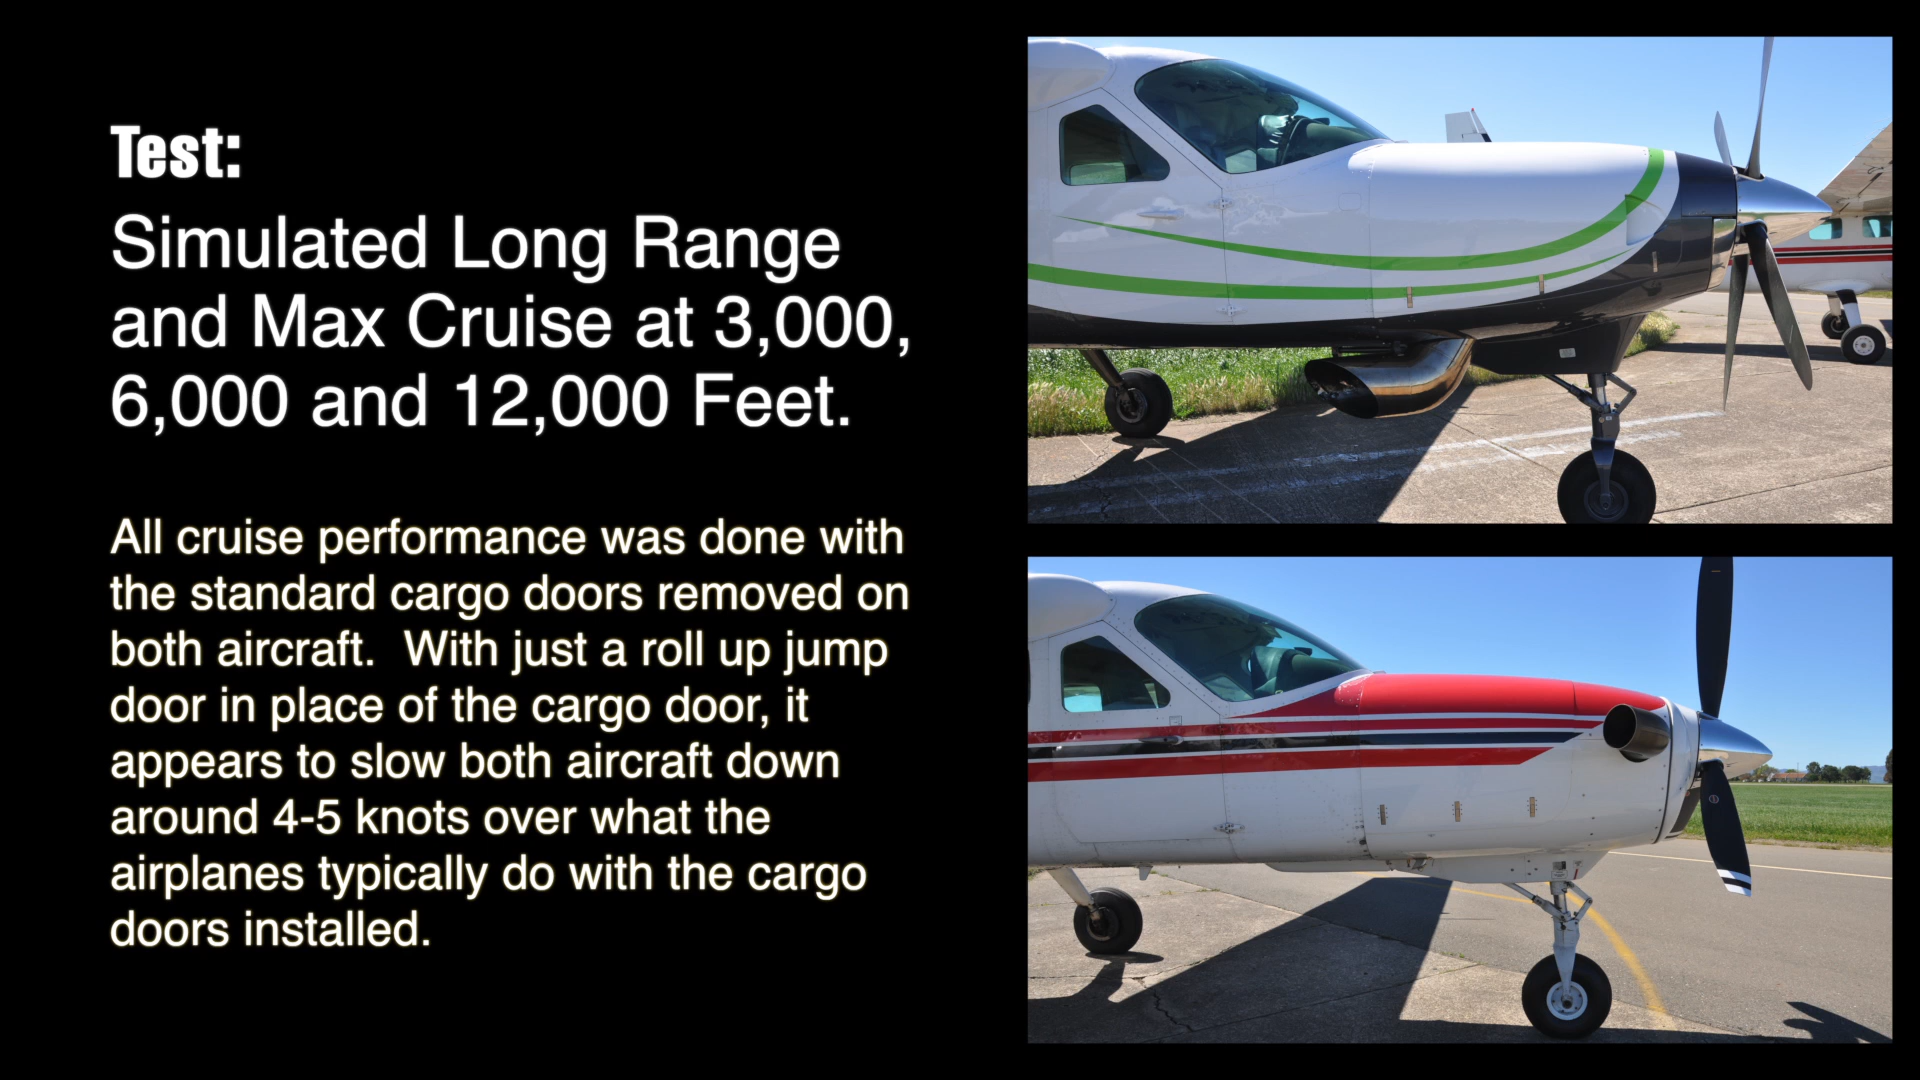 Test:
Simulated Long Range
and Max Cruise at 3,000,
6,000 and 12,000 Feet.
All cruise performance was done with
the standard cargo doors removed on
both aircraft.  With just a roll up jump
door in place of the cargo door, it
appears to slow both aircraft down
around 4-5 knots over what the
airplanes typically do with the cargo
doors installed.